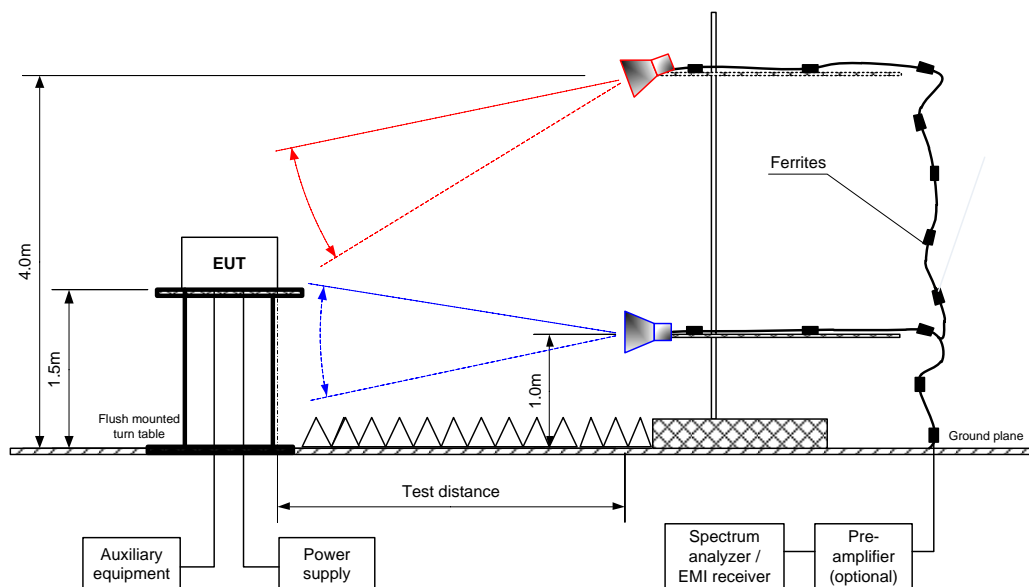 4.0m
Ferrites
EUT
1.5m
1.0m
Flush mounted
turn table
Ground plane
Test distance
Auxiliary
equipment
Power
supply
Spectrum
analyzer /
EMI receiver
Pre-
amplifier
(optional)